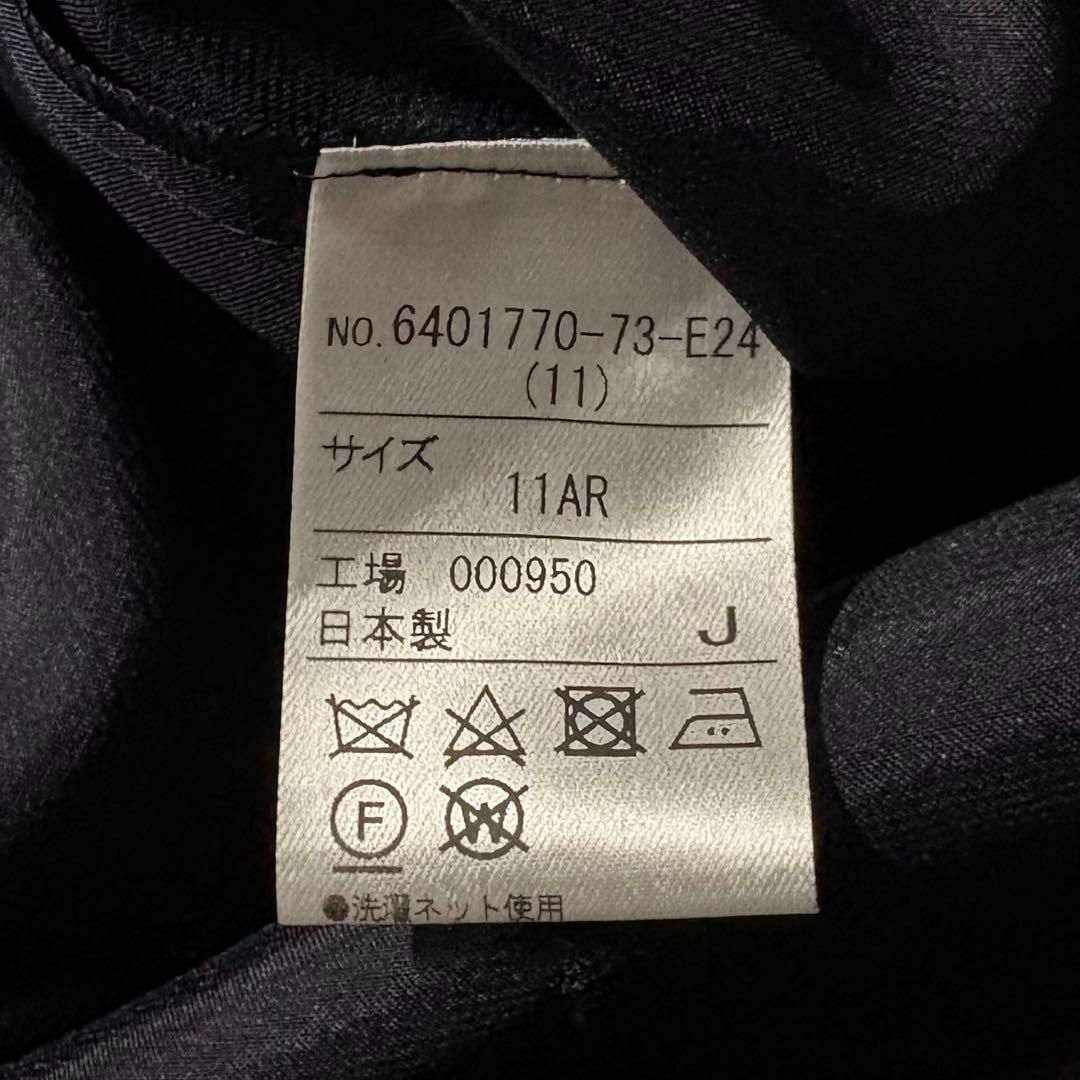 NO.6401770-73-E24
(11)
サイズ
11AR
工場 000950
日本製 J
F W
●洗濯ネット使用